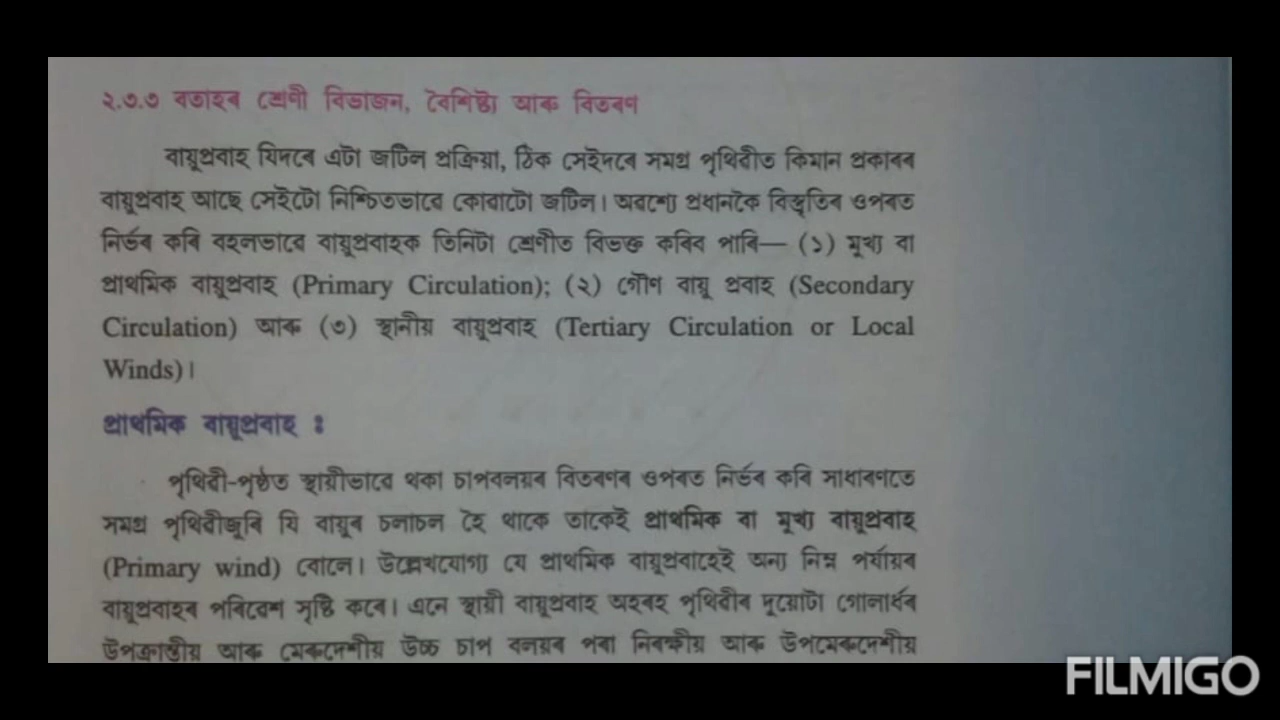 ২.৩.৩ বতাহৰ শ্ৰেণী বিভাজন, বৈশিষ্ট্য আৰু বিতৰণ
বায়ুপ্ৰবাহ যিদৰে এটা জটিল প্ৰক্ৰিয়া, ঠিক সেইদৰে সমগ্ৰ পৃথিৱীত কিমান প্ৰকাৰৰ
বায়ুপ্ৰবাহ আছে সেইটো নিশ্চিতভাৱে কোৱাটো জটিল। অৱশ্যে প্ৰধানকৈ বিস্তৃতিৰ ওপৰত
নিৰ্ভৰ কৰি বহলভাৱে বায়ুপ্ৰবাহক তিনিটা শ্ৰেণীত বিভক্ত কৰিব পাৰি— (১) মুখ্য বা
প্ৰাথমিক বায়ুপ্ৰবাহ (Primary Circulation); (২) গৌণ বায়ু প্ৰবাহ (Secondary
Circulation) আৰু (৩) স্থানীয় বায়ুপ্ৰবাহ (Tertiary Circulation or Local
Winds)।
প্ৰাথমিক বায়ুপ্ৰবাহ :
পৃথিৱী-পৃষ্ঠত স্থায়ীভাৱে থকা চাপবলয়ৰ বিতৰণৰ ওপৰত নিৰ্ভৰ কৰি সাধাৰণতে
সমগ্ৰ পৃথিৱীজুৰি যি বায়ুৰ চলাচল হৈ থাকে তাকেই প্ৰাথমিক বা মুখ্য বায়ুপ্ৰবাহ
(Primary wind) বোলে। উল্লেখযোগ্য যে প্ৰাথমিক বায়ুপ্ৰবাহেই অন্য নিম্ন পৰ্যায়ৰ
বায়ুপ্ৰবাহৰ পৰিৱেশ সৃষ্টি কৰে। এনে স্থায়ী বায়ুপ্ৰবাহ অহৰহ পৃথিৱীৰ দুয়োটা গোলাৰ্ধৰ
উপক্ৰান্তীয় আৰু মেৰুদেশীয় উচ্চ চাপ বলয়ৰ পৰা নিৰক্ষীয় আৰু উপমেৰুদেশীয়
FILMIGO